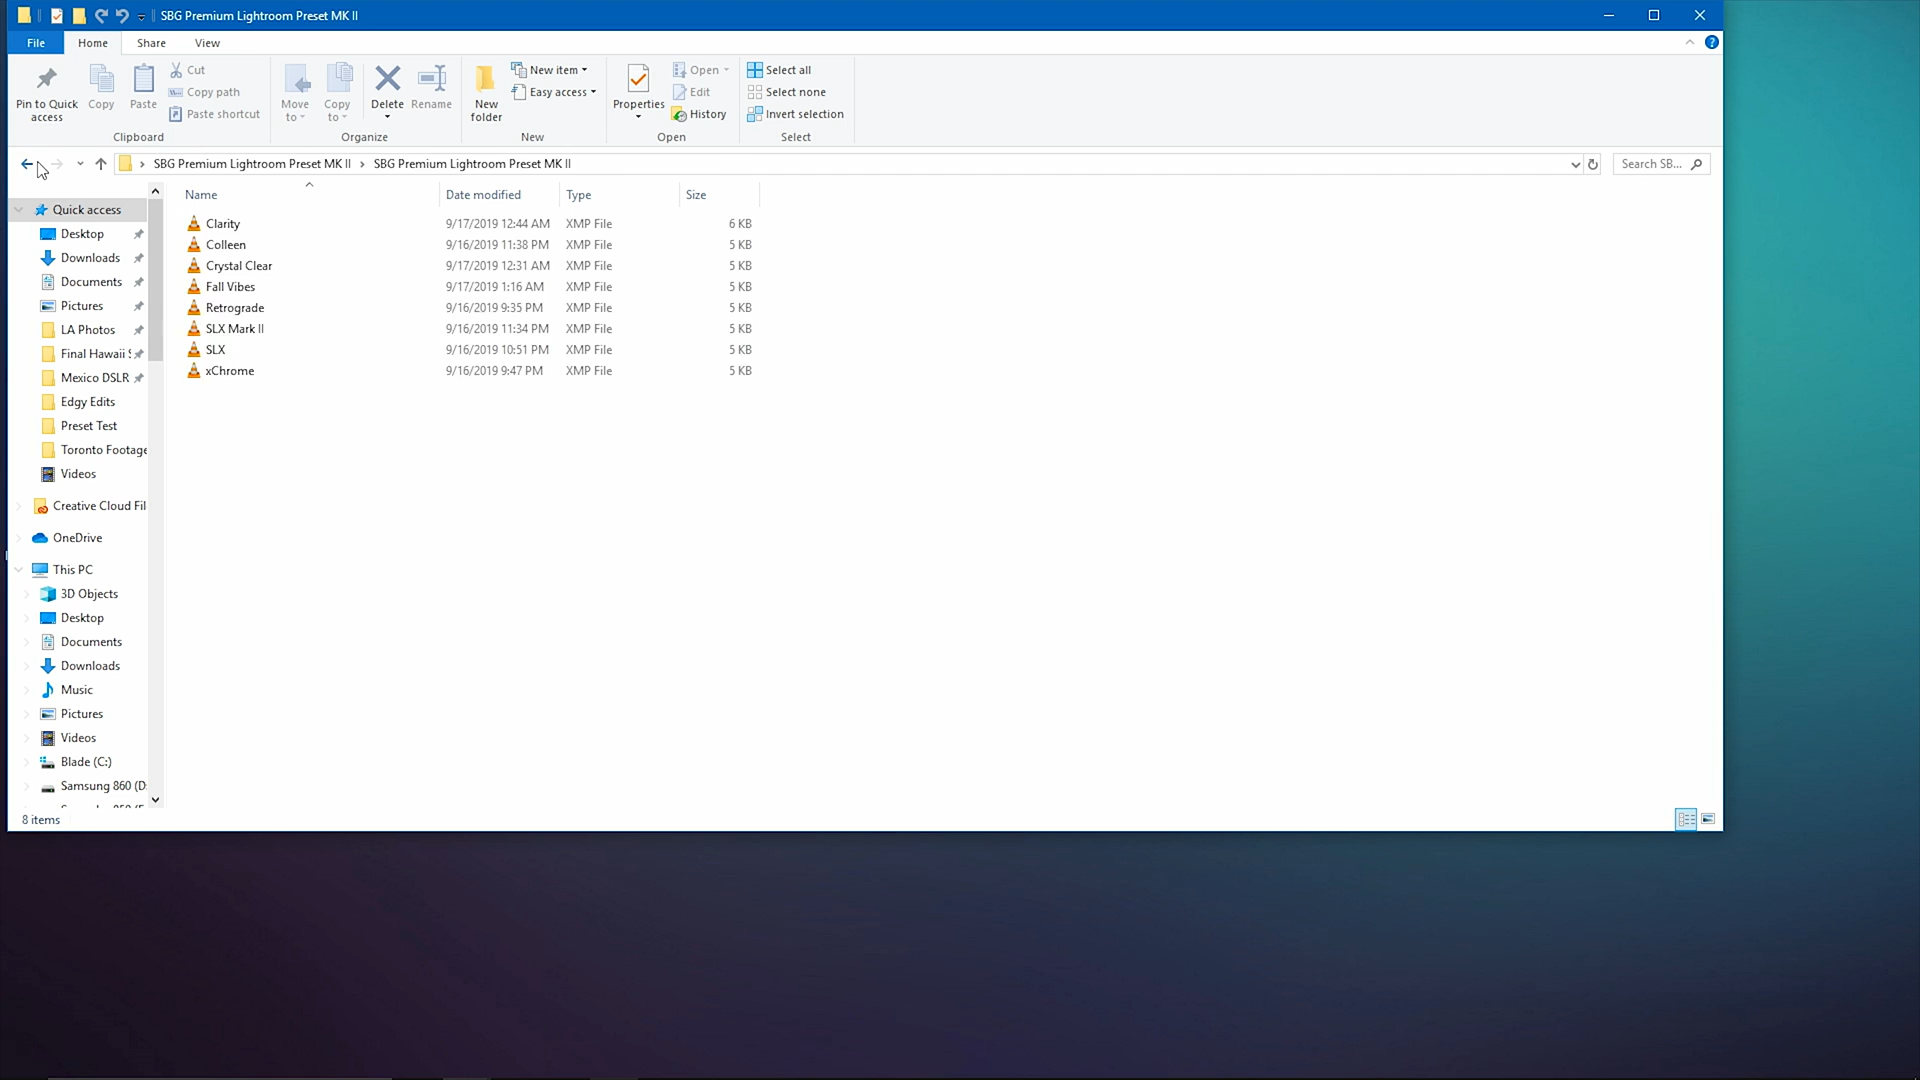 SBG Premium Lightroom Preset MK II
File Home Share View
Pin to Quick access
Copy
Paste
Cut
Copy path
Paste shortcut
Clipboard
Move to
Copy to
Delete
Rename
Organize
New folder
New item
Easy access
New
Properties
Open
Edit
History
Open
Select all
Select none
Invert selection
Select
SBG Premium Lightroom Preset MK II > SBG Premium Lightroom Preset MK II
Search SB...
Name Date modified Type Size
Clarity 9/17/2019 12:44 AM XMP File 6 KB
Colleen 9/16/2019 11:38 PM XMP File 5 KB
Crystal Clear 9/17/2019 12:31 AM XMP File 5 KB
Fall Vibes 9/17/2019 1:16 AM XMP File 5 KB
Retrograde 9/16/2019 9:35 PM XMP File 5 KB
SLX Mark II 9/16/2019 11:34 PM XMP File 5 KB
SLX 9/16/2019 10:51 PM XMP File 5 KB
xChrome 9/16/2019 9:47 PM XMP File 5 KB
Quick access
Desktop
Downloads
Documents
Pictures
LA Photos
Final Hawaii
Mexico DSLR
Edgy Edits
Preset Test
Toronto Footage
Videos
Creative Cloud Fil
OneDrive
This PC
3D Objects
Desktop
Documents
Downloads
Music
Pictures
Videos
Blade (C:)
Samsung 860 (D:
8 items